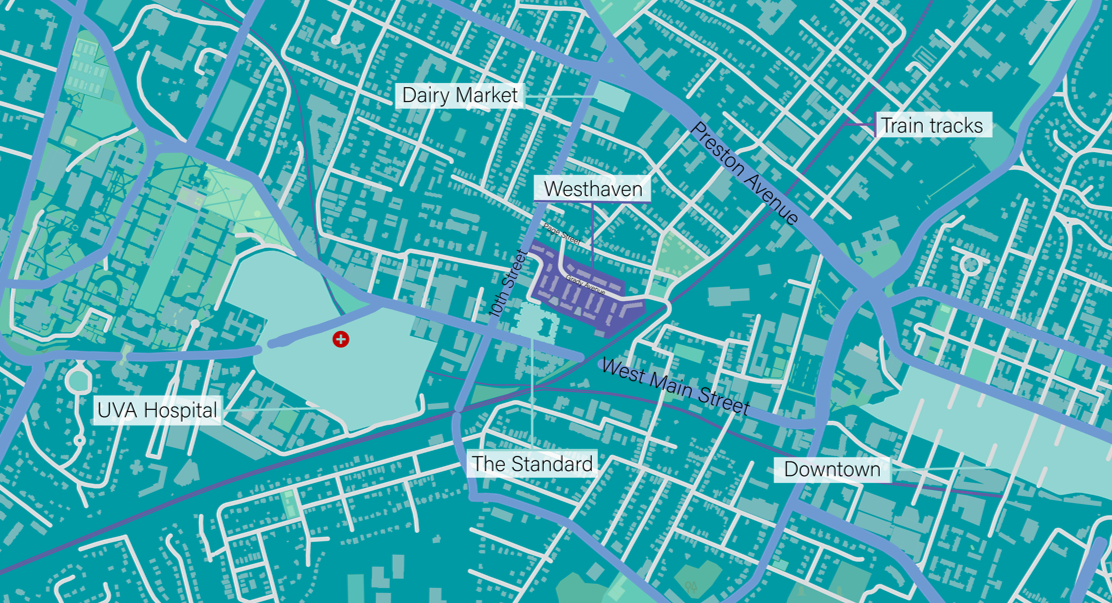 Dairy Market
Train tracks
Preston Avenue
Westhaven
10th Street
UVA Hospital
West Main Street
The Standard
Downtown